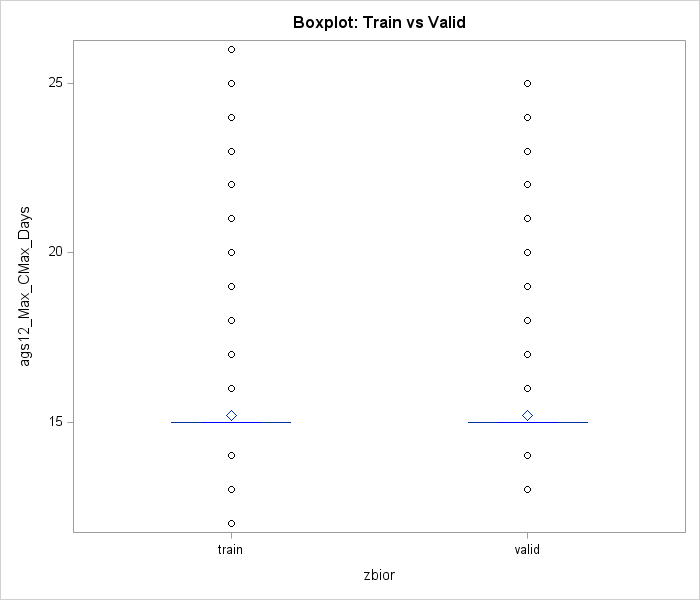 Boxplot: Train vs Valid
25
20
15
ags12_Max_CMax_Days
train
valid
zbior